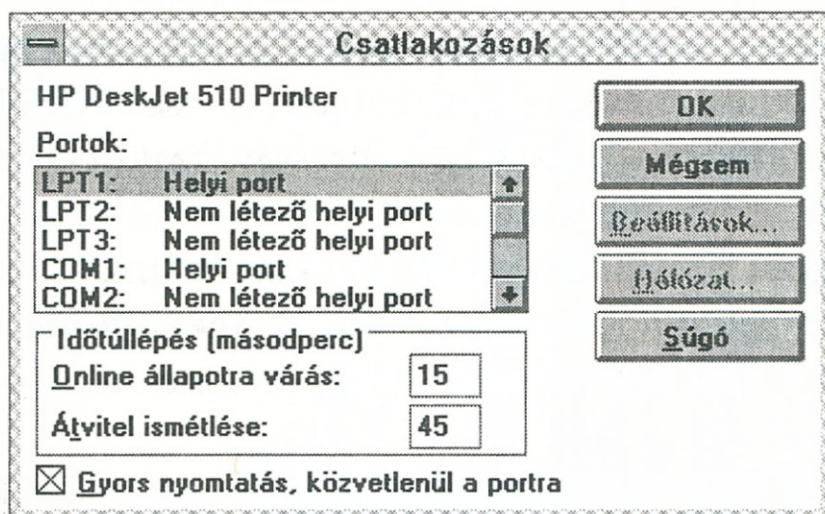 Csatlakozások
HP DeskJet 510 Printer
Portok:
LPT1: Helyi port
LPT2: Nem létező helyi port
LPT3: Nem létező helyi port
COM1: Helyi port
COM2: Nem létező helyi port
Időtúllépés (másodperc)
Online állapotra várás: 15
Átvitel ismétlése: 45
Gyors nyomtatás, közvetlenül a portra
OK
Mégsem
Beállítások...
Hálózat...
Súgó